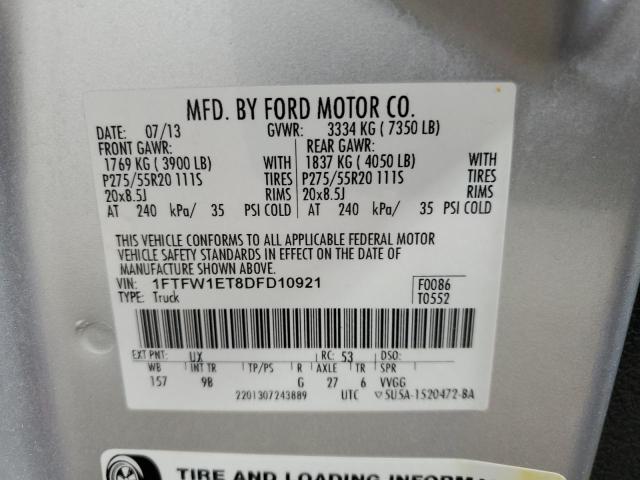 MFD. BY FORD MOTOR CO.
DATE: 07/13 GVWR: 3334 KG ( 7350 LB)
FRONT GAWR: REAR GAWR:
1769 KG ( 3900 LB) WITH 1837 KG ( 4050 LB) WITH
P275/55R20 111S TIRES P275/55R20 111S TIRES
20x8.5J RIMS 20x8.5J RIMS
AT 240 kPa/ 35 PSI COLD AT 240 kPa/ 35 PSI COLD
THIS VEHICLE CONFORMS TO ALL APPLICABLE FEDERAL MOTOR
VEHICLE SAFETY STANDARDS IN EFFECT ON THE DATE OF
MANUFACTURE SHOWN ABOVE.
VIN: 1FTFW1ET8DFD10921 F0086
TYPE: Truck T0552
EXT PNT: UX RC: 53 DSO:
WB INT TR TP/PS R AXLE TR SPR
157 9B G 27 6 VVGG
2201307243889 UTC ▽5U5A-1520472-BA
TIRE AND LOADING INFORMA